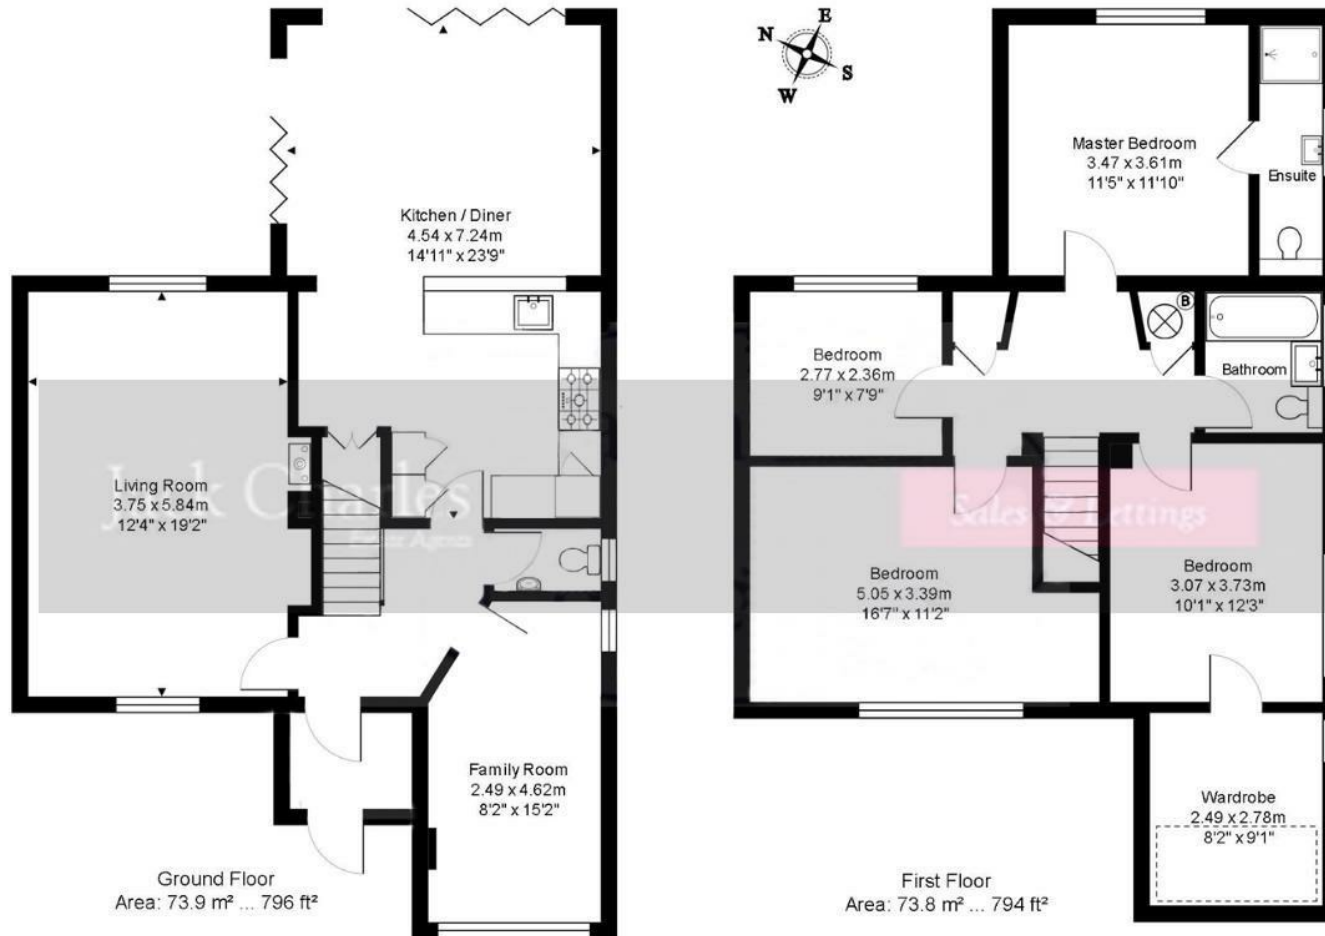 E
N
S
W
Kitchen / Diner
4.54 x 7.24m
14'11" x 23'9"
Living Room
3.75 x 5.84m
12'4" x 19'2"
Family Room
2.49 x 4.62m
8'2" x 15'2"
Ground Floor
Area: 73.9 m² ... 796 ft²
Master Bedroom
3.47 x 3.61m
11'5" x 11'10"
Ensuite
B
Bedroom
2.77 x 2.36m
9'1" x 7'9"
Bathroom
Bedroom
5.05 x 3.39m
16'7" x 11'2"
Bedroom
3.07 x 3.73m
10'1" x 12'3"
Wardrobe
2.49 x 2.78m
8'2" x 9'1"
First Floor
Area: 73.8 m² ... 794 ft²
Jack Charles
Estate Agents
Sales & Lettings